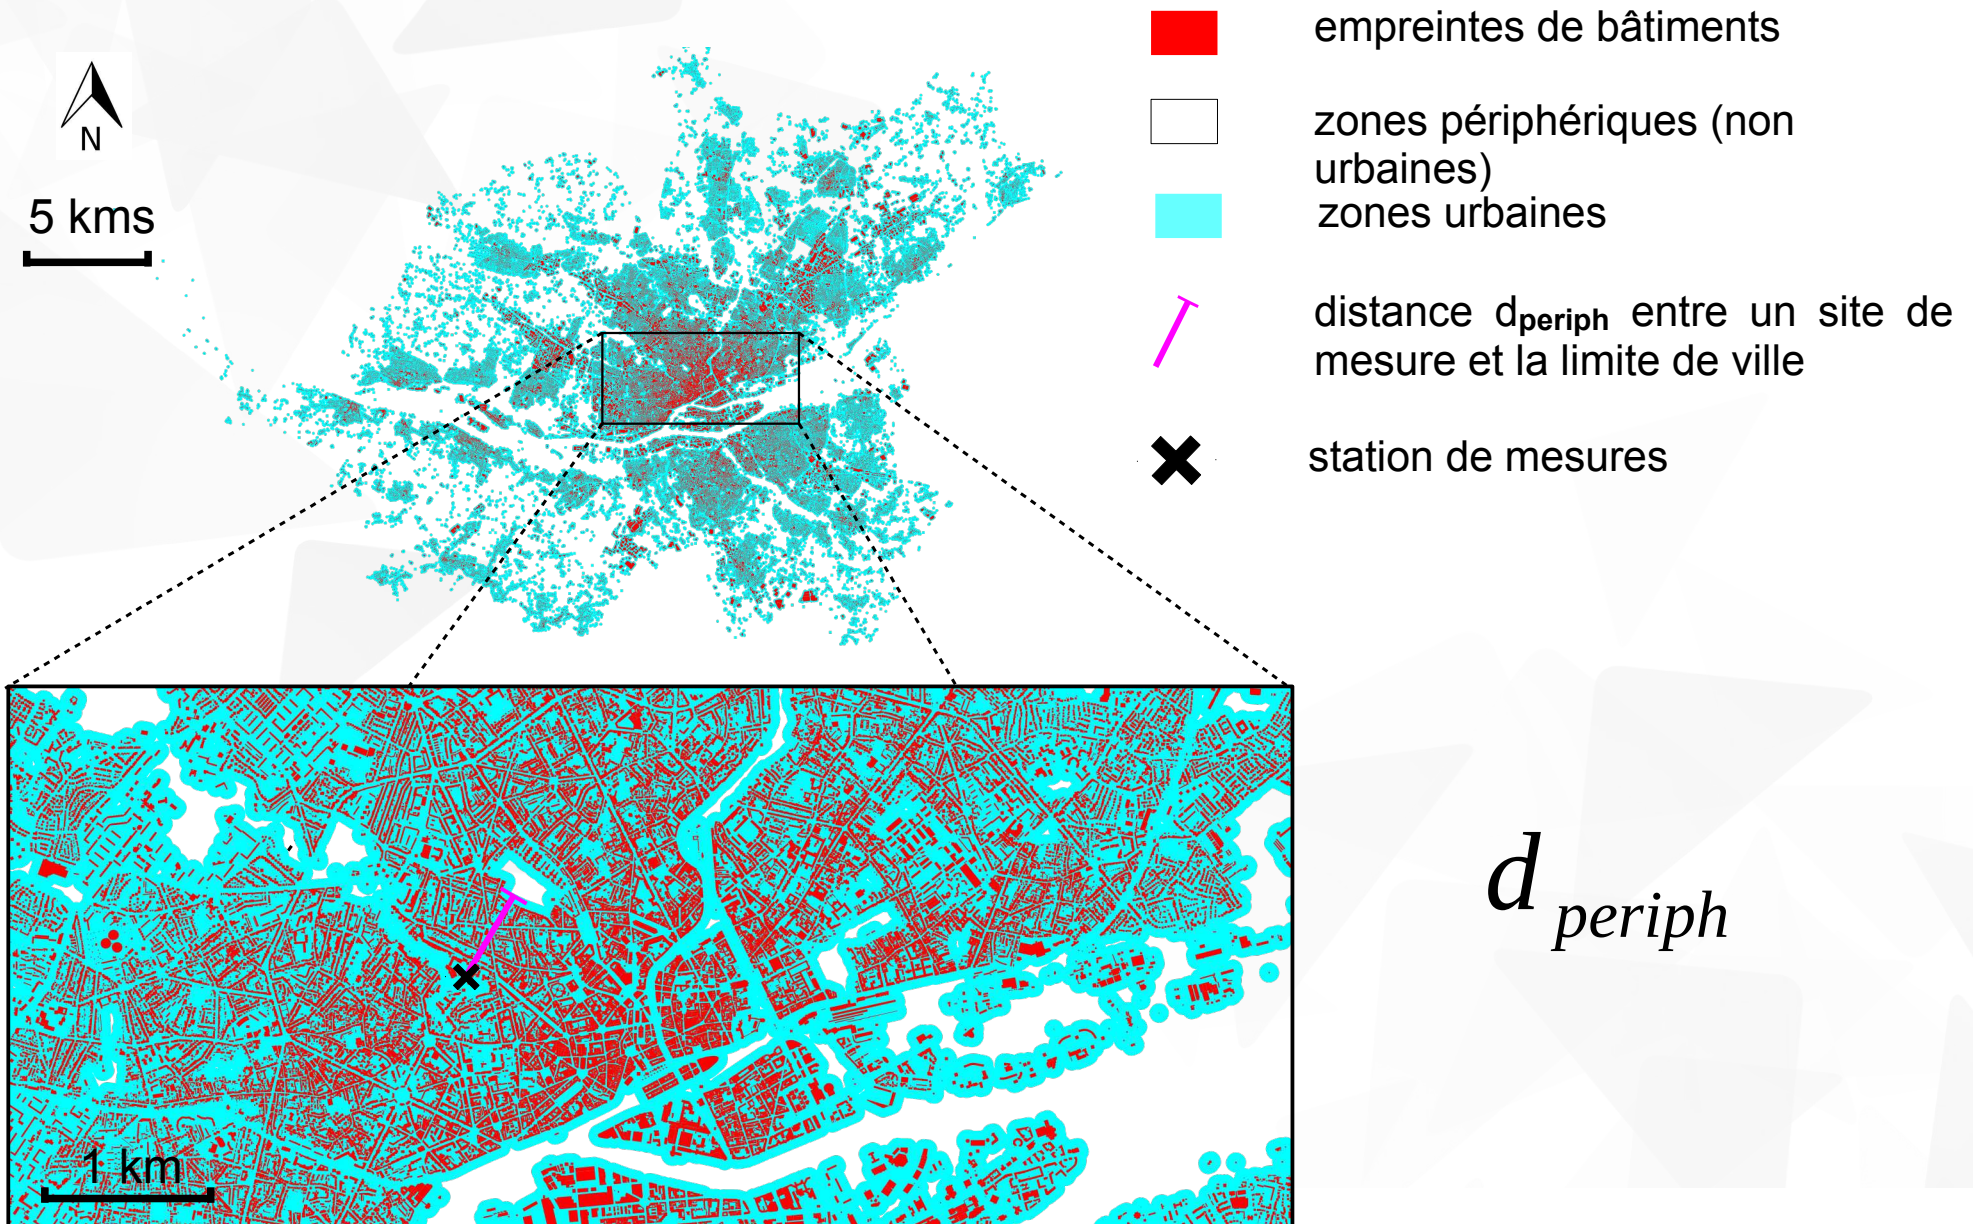 N
5 kms
empreintes de bâtiments
zones périphériques (non
urbaines)
zones urbaines
distance dperiph entre un site de
mesure et la limite de ville
station de mesures
d periph
1 km